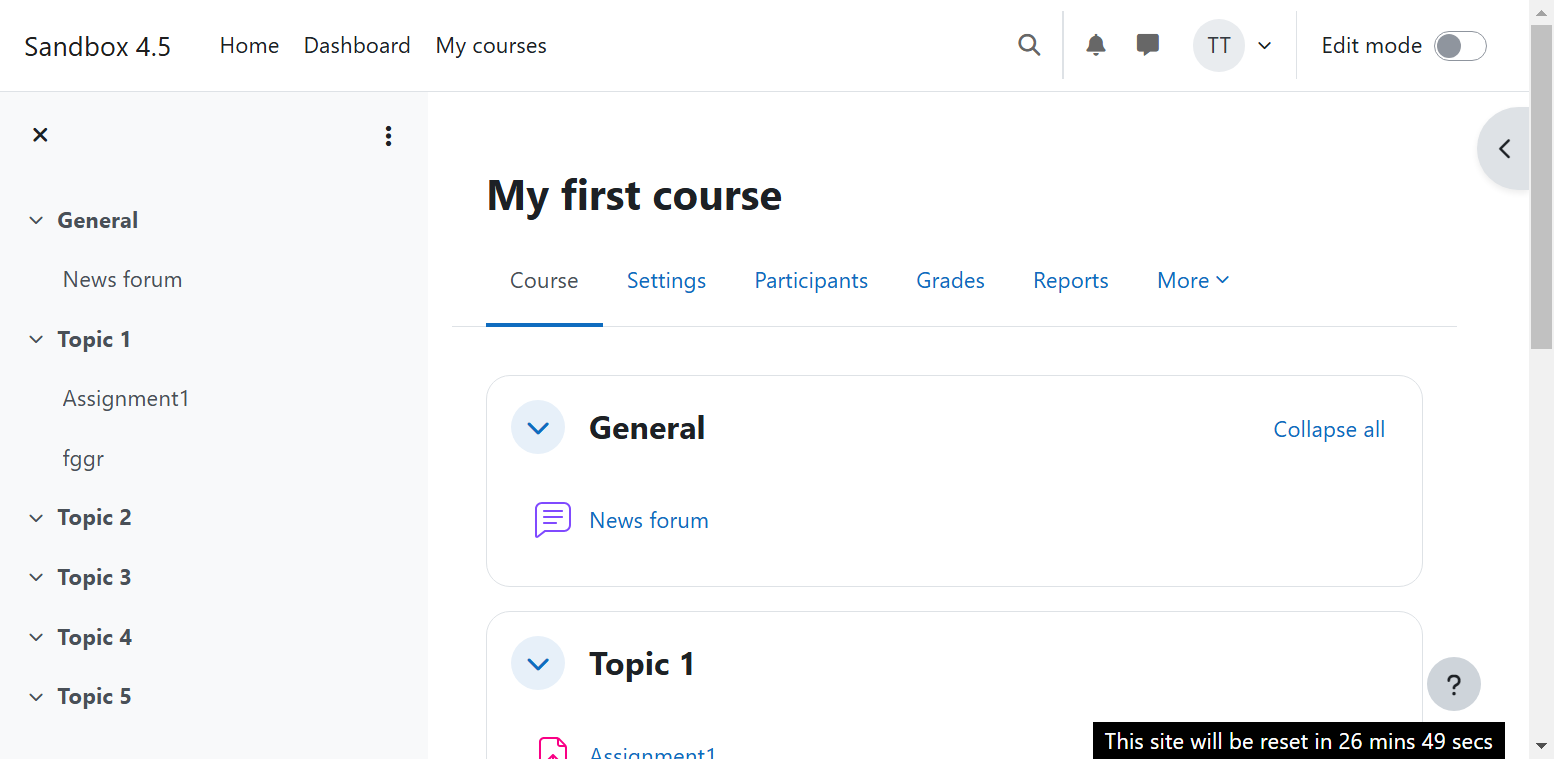 Sandbox 4.5 Home Dashboard My courses TT Edit mode
General
News forum
Topic 1
Assignment1
fggr
Topic 2
Topic 3
Topic 4
Topic 5
My first course
Course Settings Participants Grades Reports More
General Collapse all
News forum
Topic 1
Assignment1
?
This site will be reset in 26 mins 49 secs